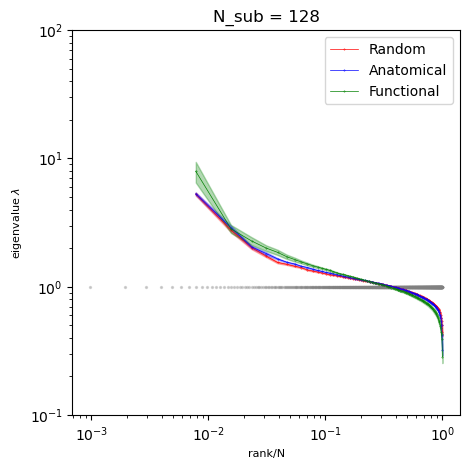 N_sub = 128
10²
10¹
10⁰
10⁻¹
eigenvalue λ
Random
Anatomical
Functional
10⁻³
10⁻²
10⁻¹
10⁰
rank/N